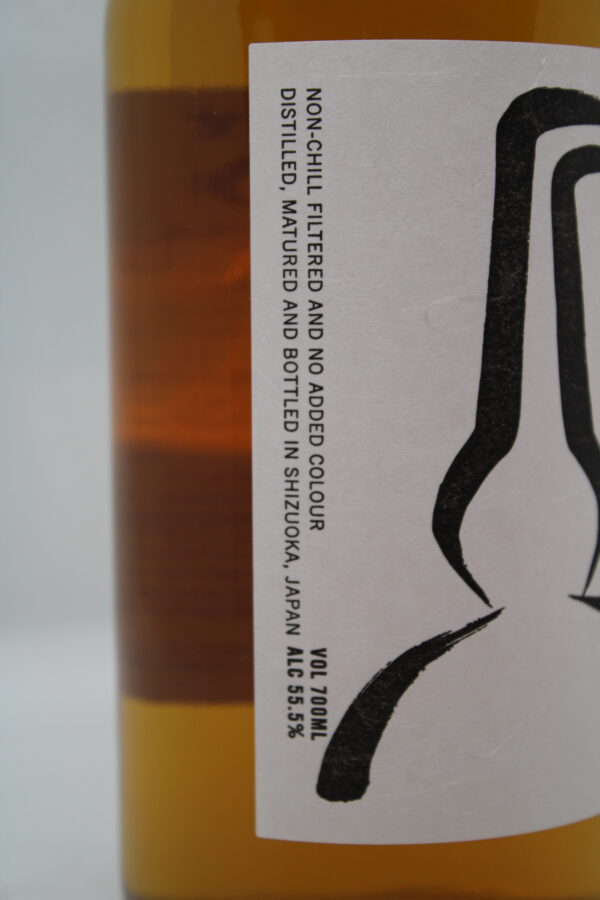 NON-CHILL FILTERED AND NO ADDED COLOUR VOL 700ML
DISTILLED, MATURED AND BOTTLED IN SHIZUOKA, JAPAN ALC 55.5%